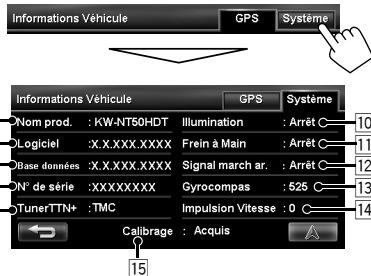 Informations Véhicule GPS Système
Informations Véhicule GPS Système
Nom prod. : KW-NT50HDT Illumination : Arrêt 10
Logiciel :X.X.XXX.XXXX Frein à Main : Arrêt 11
Base données :X.X.XXX.XXXX Signal march ar. : Arrêt 12
N° de série :XXXXXXXX Gyrocompas : 525 13
TunerTTN+ :TMC Impulsion Vitesse : 0 14
Calibrage : Acquis
15